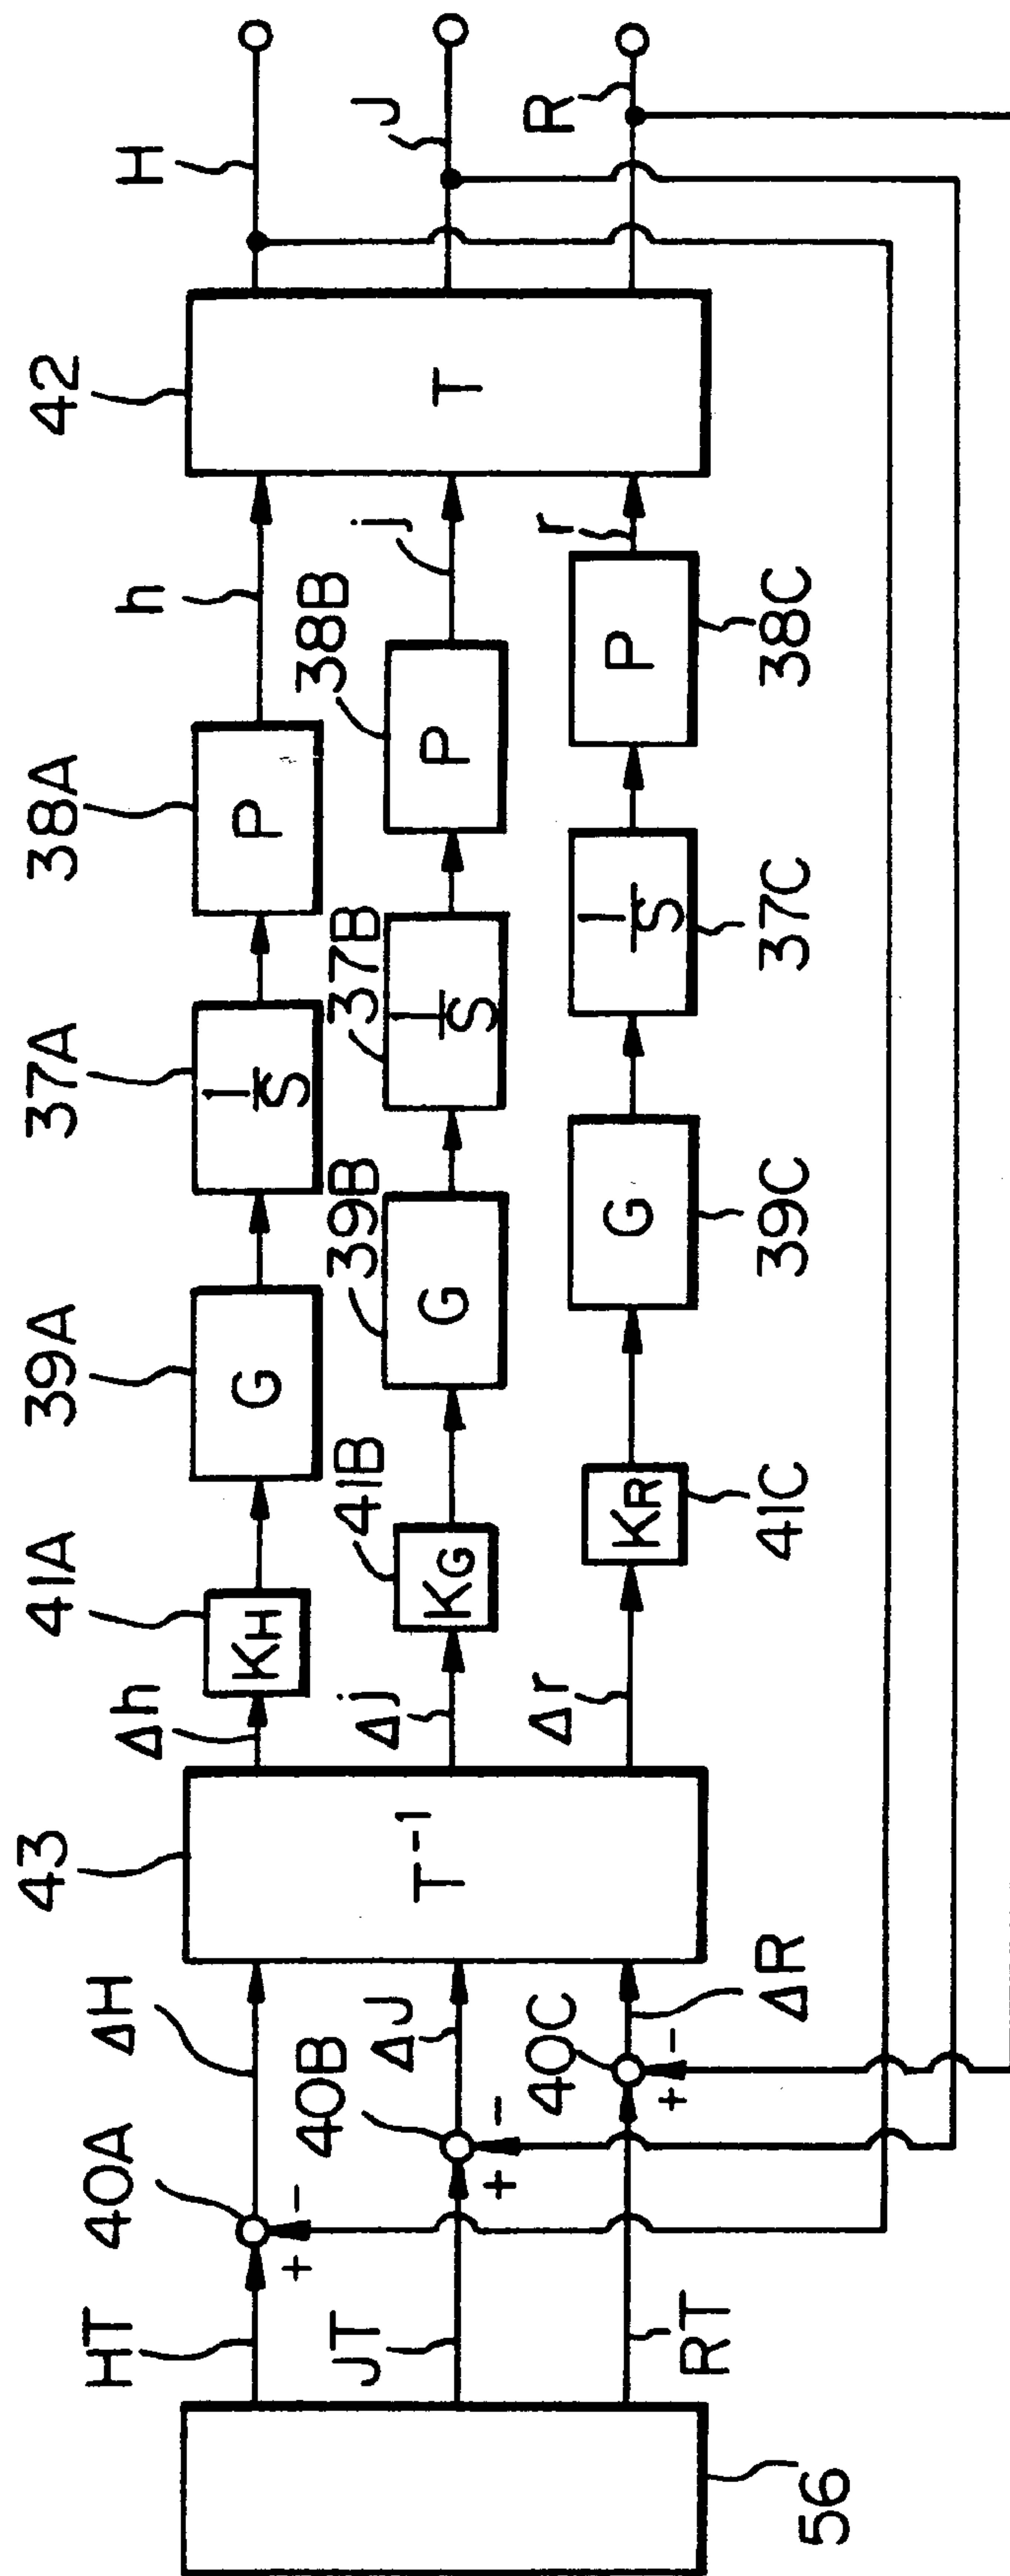 HT
40A
ΔH
43
Δh
41A
KH
39A
G
37A
1/S
38A
P
h
42
T
H
JT
40B
ΔJ
T⁻¹
Δj
KG
41B
G
39B
1/S
37B
P
38B
j
J
56
RT
40C
ΔR
Δr
KR
41C
G
39C
1/S
37C
P
38C
r
R
+
-
+
-
+
-